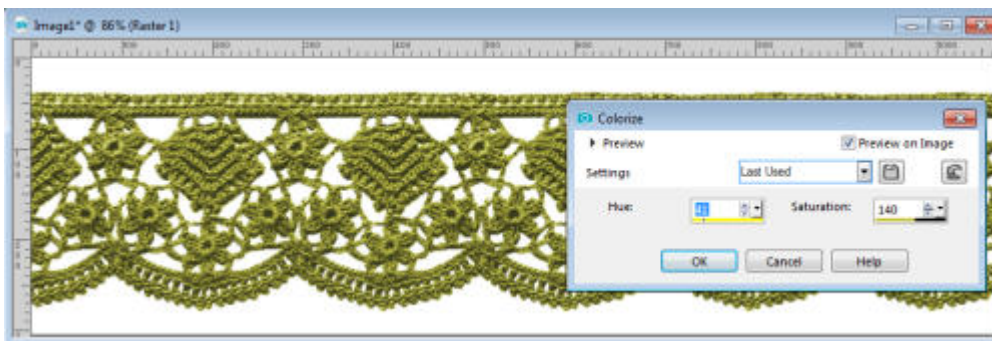 Image1* @ 86% (Raster 1)
Colorize
Preview
Preview on Image
Settings
Last Used
Hue:
Saturation:
140
OK
Cancel
Help